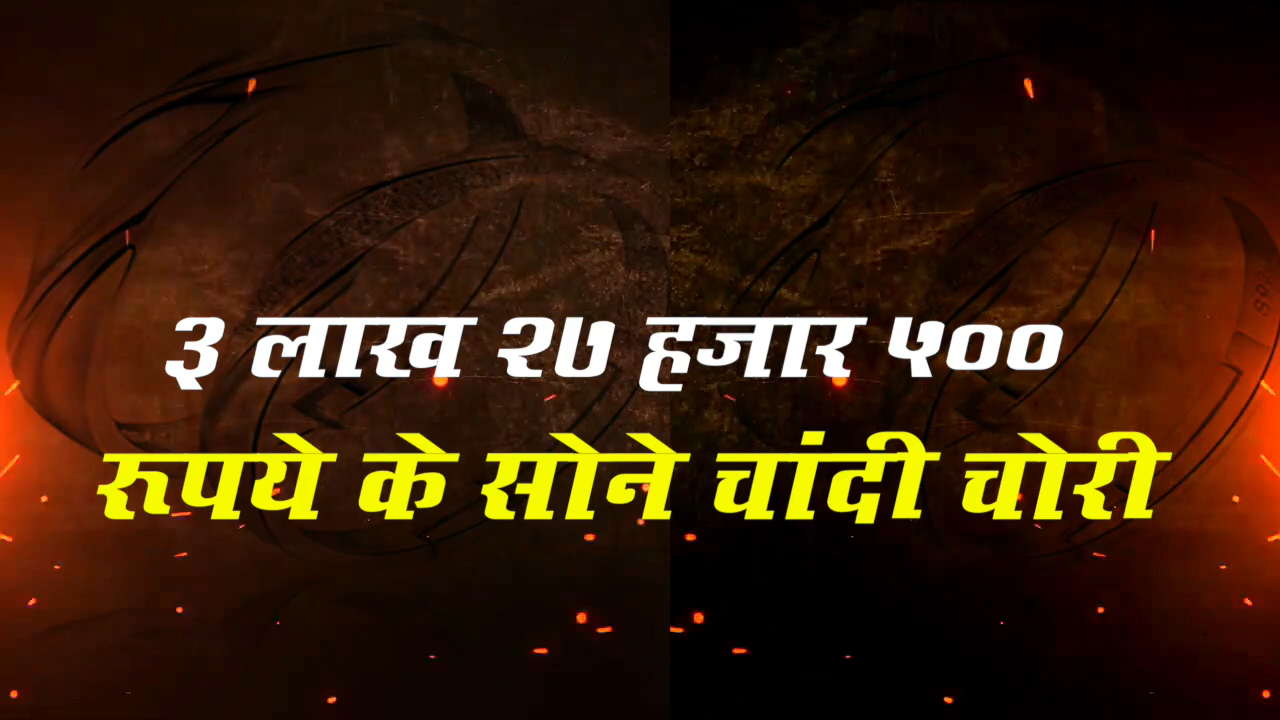 ३ लाख २७ हजार ५००
रूपये के सोने चांदी चोरी